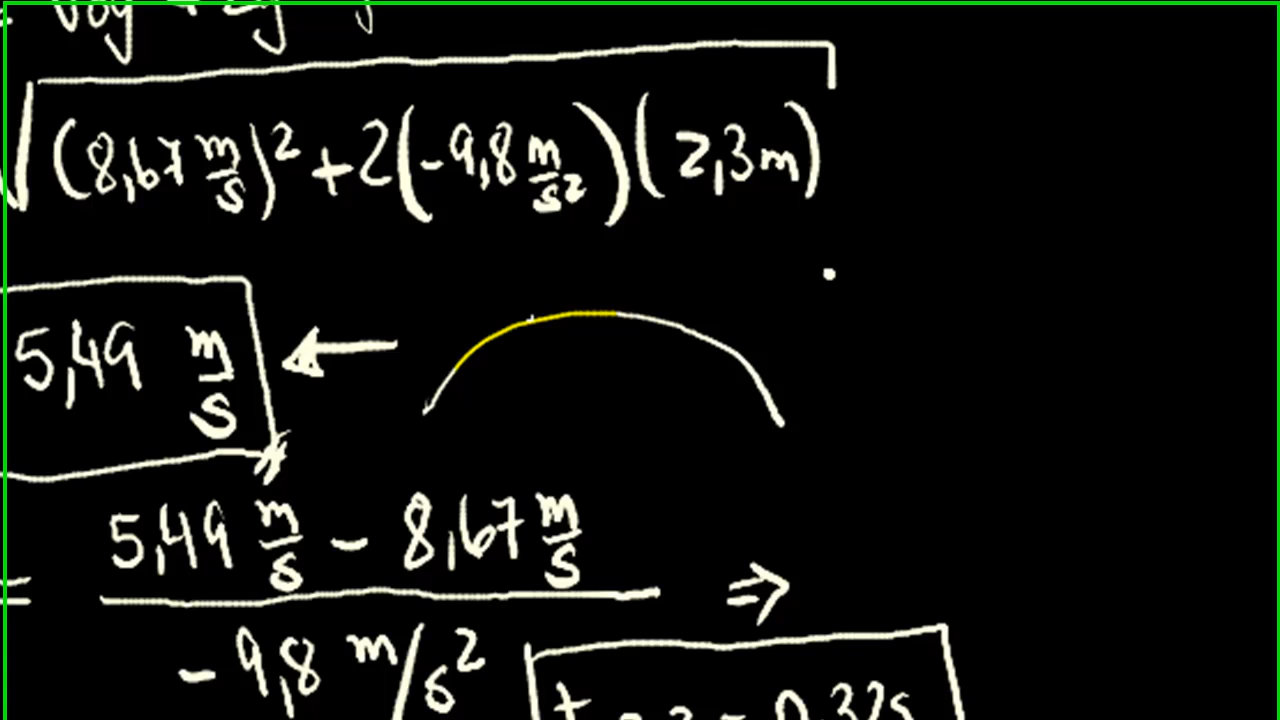 √(8,67 m/s)² + 2(-9,8 m/s²)(2,3m)
5,49 m/s
= 5,49 m/s - 8,67 m/s ⇒
-9,8 m/s²